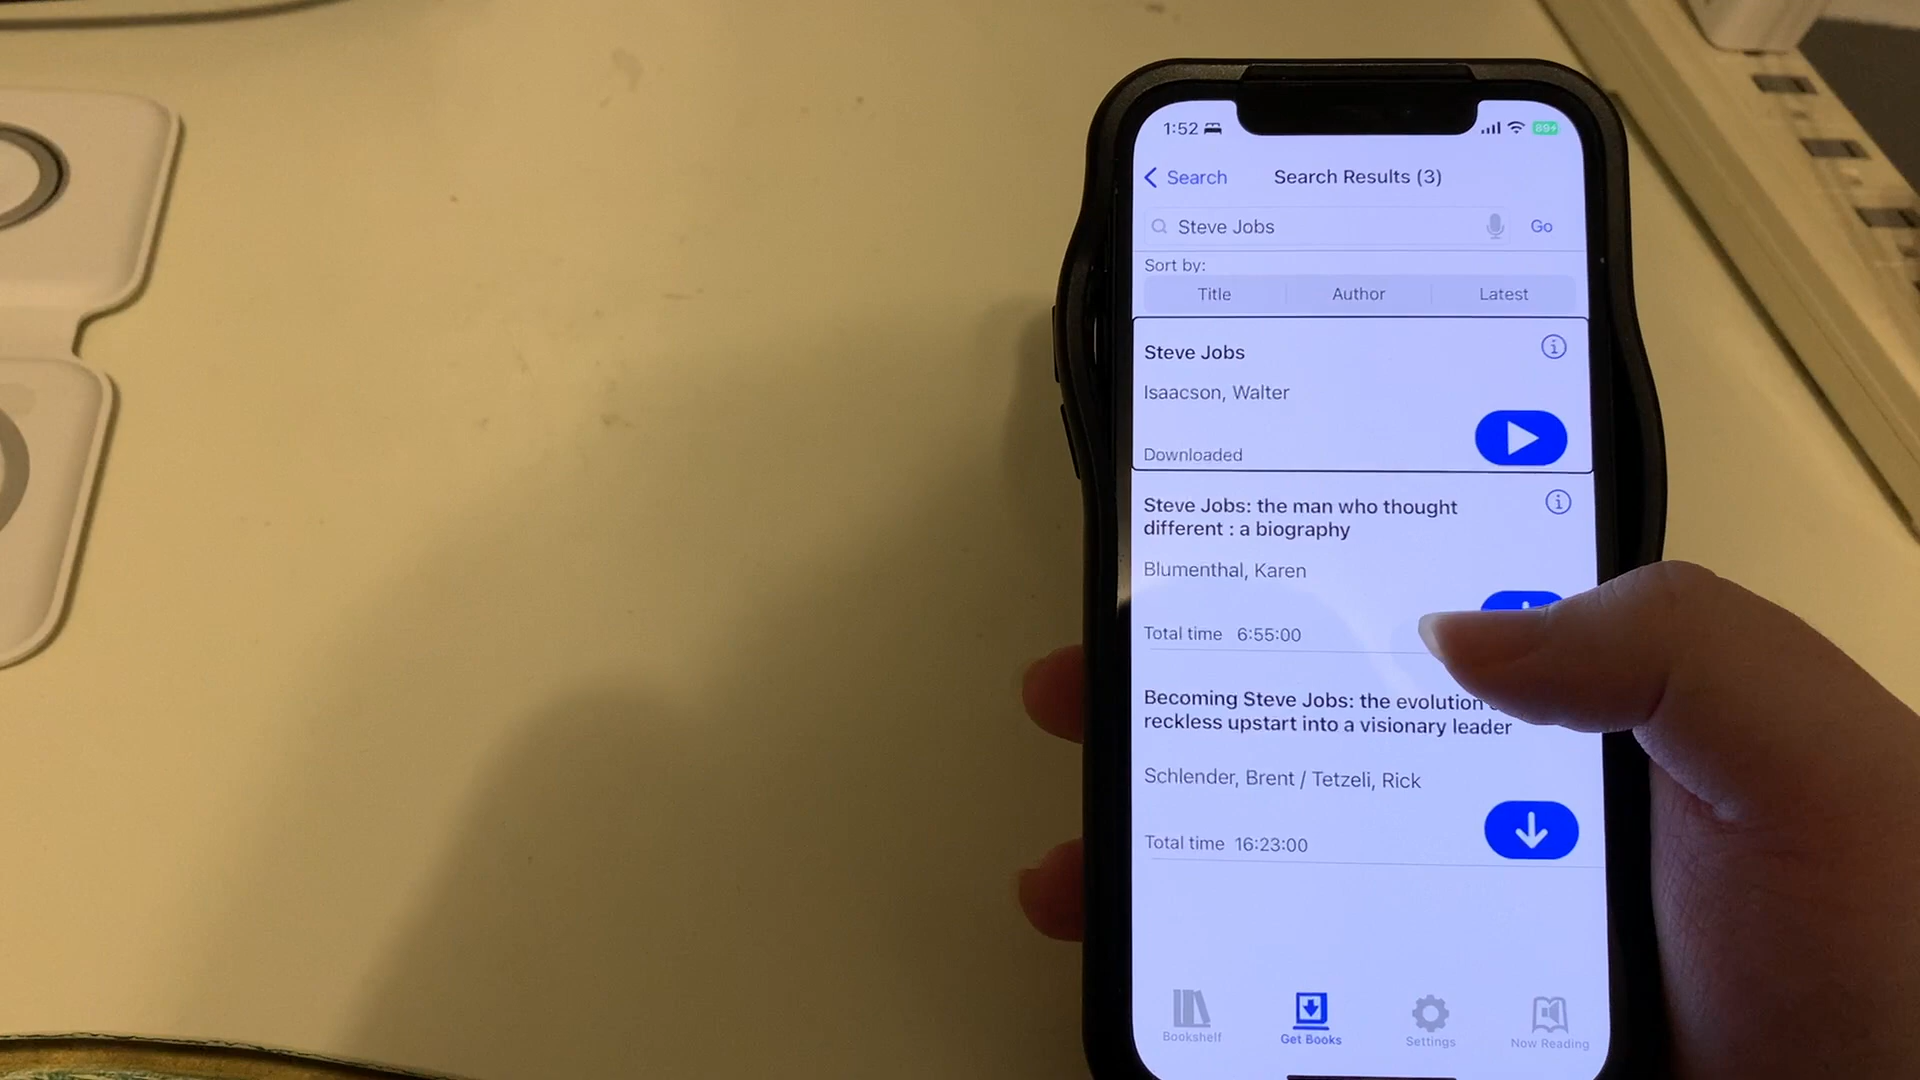 1:52 89
Search Search Results (3)
Steve Jobs Go
Sort by:
Title Author Latest
Steve Jobs
Isaacson, Walter
Downloaded
Steve Jobs: the man who thought
different : a biography
Blumenthal, Karen
Total time 6:55:00
Becoming Steve Jobs: the evolution
reckless upstart into a visionary leader
Schlender, Brent / Tetzeli, Rick
Total time 16:23:00
Bookshelf Get Books Settings Now Reading